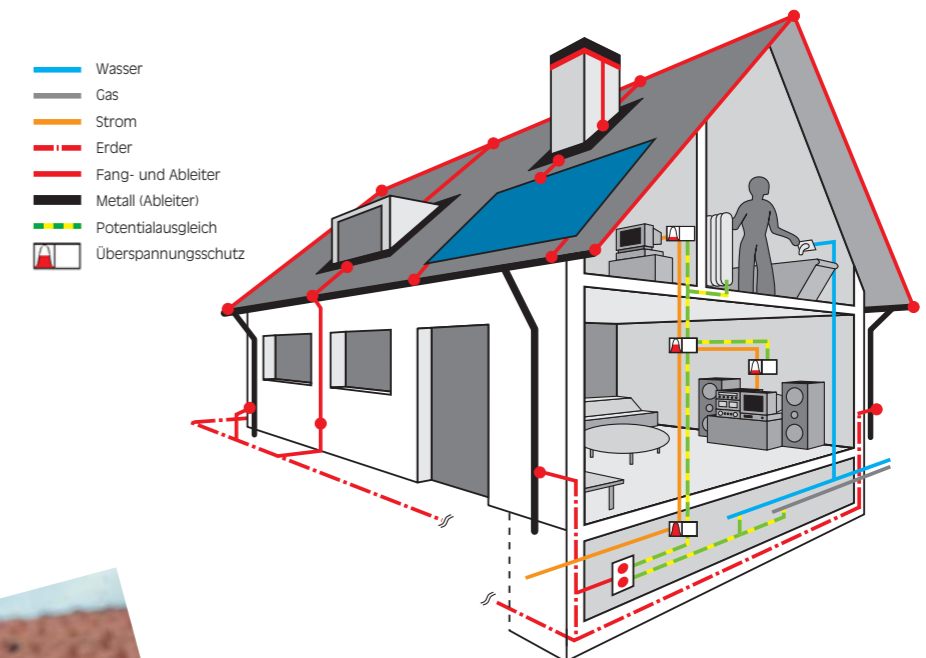 Wasser
Gas
Strom
Erder
Fang- und Ableiter
Metall (Ableiter)
Potentialausgleich
Überspannungsschutz